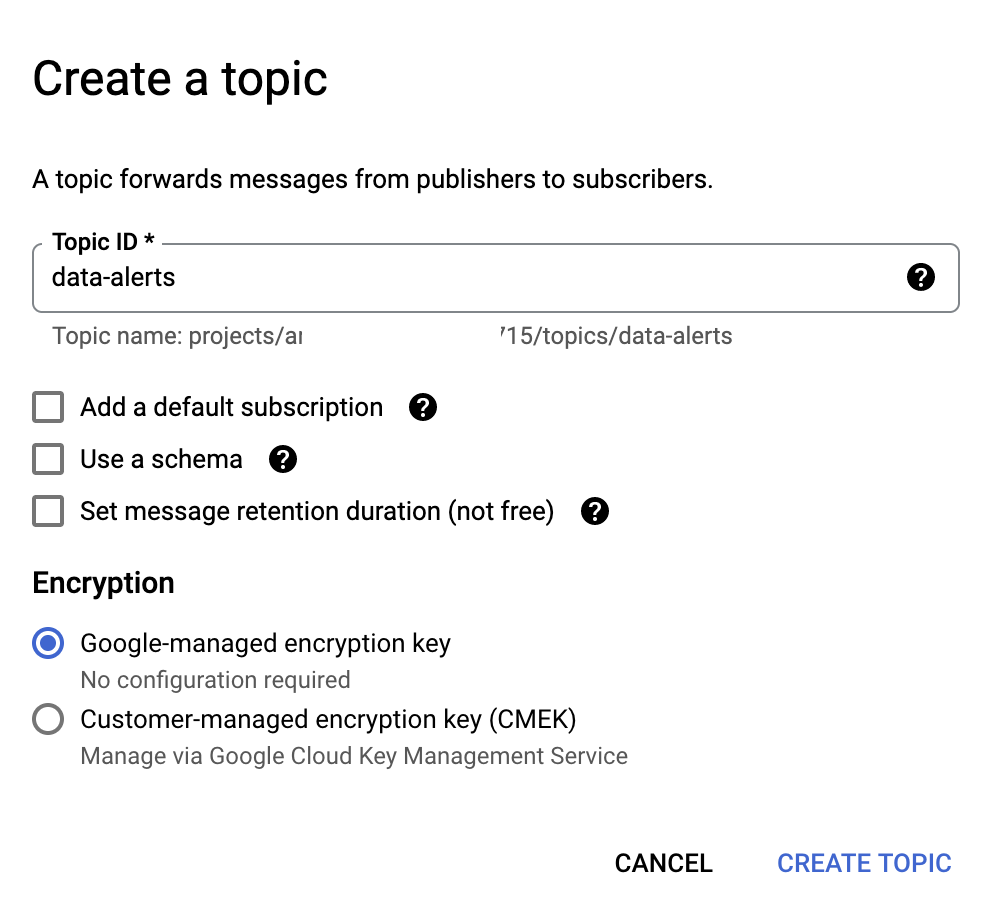 Create a topic
A topic forwards messages from publishers to subscribers.
Topic ID *
data-alerts
Topic name: projects/ 15/topics/data-alerts
Add a default subscription
Use a schema
Set message retention duration (not free)
Encryption
Google-managed encryption key
No configuration required
Customer-managed encryption key (CMEK)
Manage via Google Cloud Key Management Service
CANCEL CREATE TOPIC